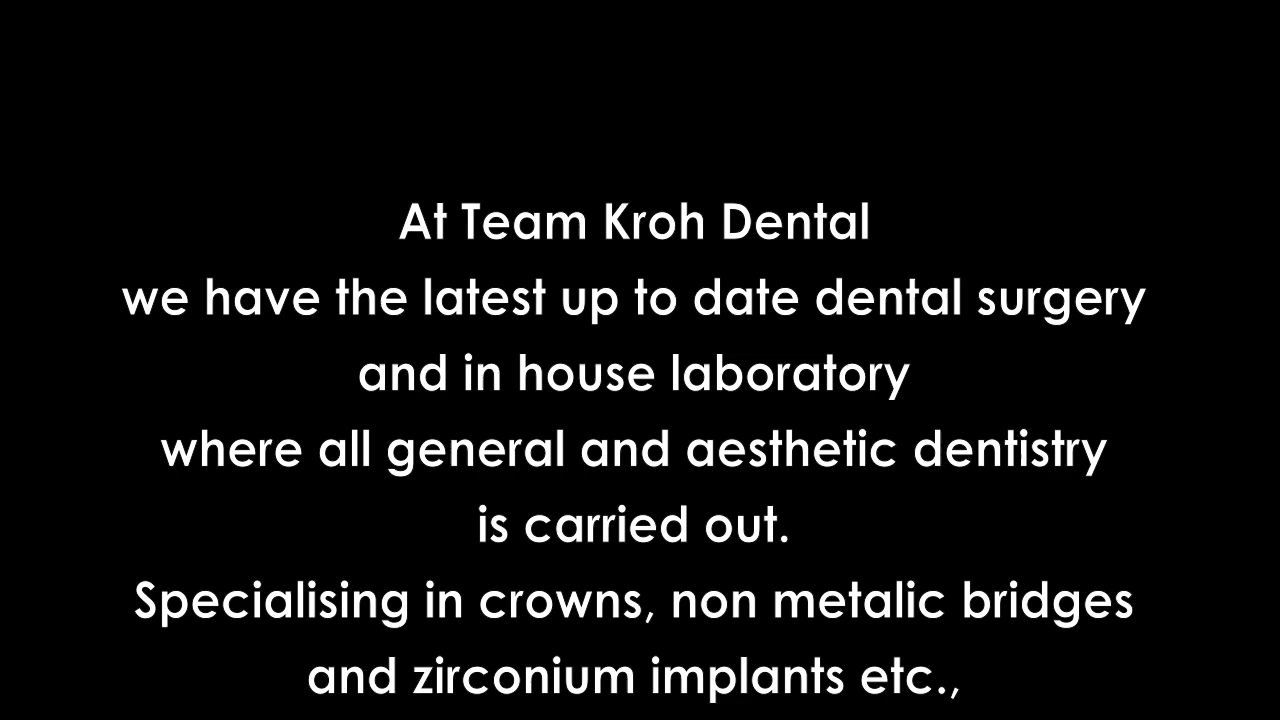 At Team Kroh Dental
we have the latest up to date dental surgery
and in house laboratory
where all general and aesthetic dentistry
is carried out.
Specialising in crowns, non metalic bridges
and zirconium implants etc.,